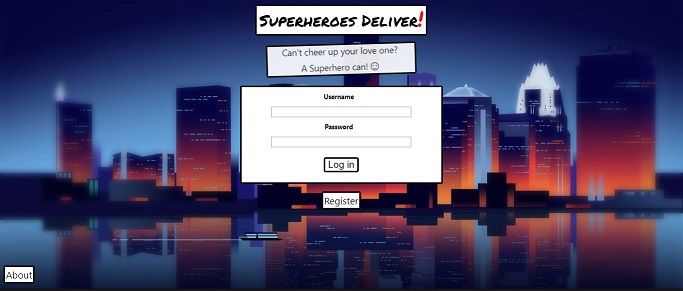 Superheroes Deliver!
Can't cheer up your love one?
A Superhero can! ☺
Username
Password
Log in
Register
About